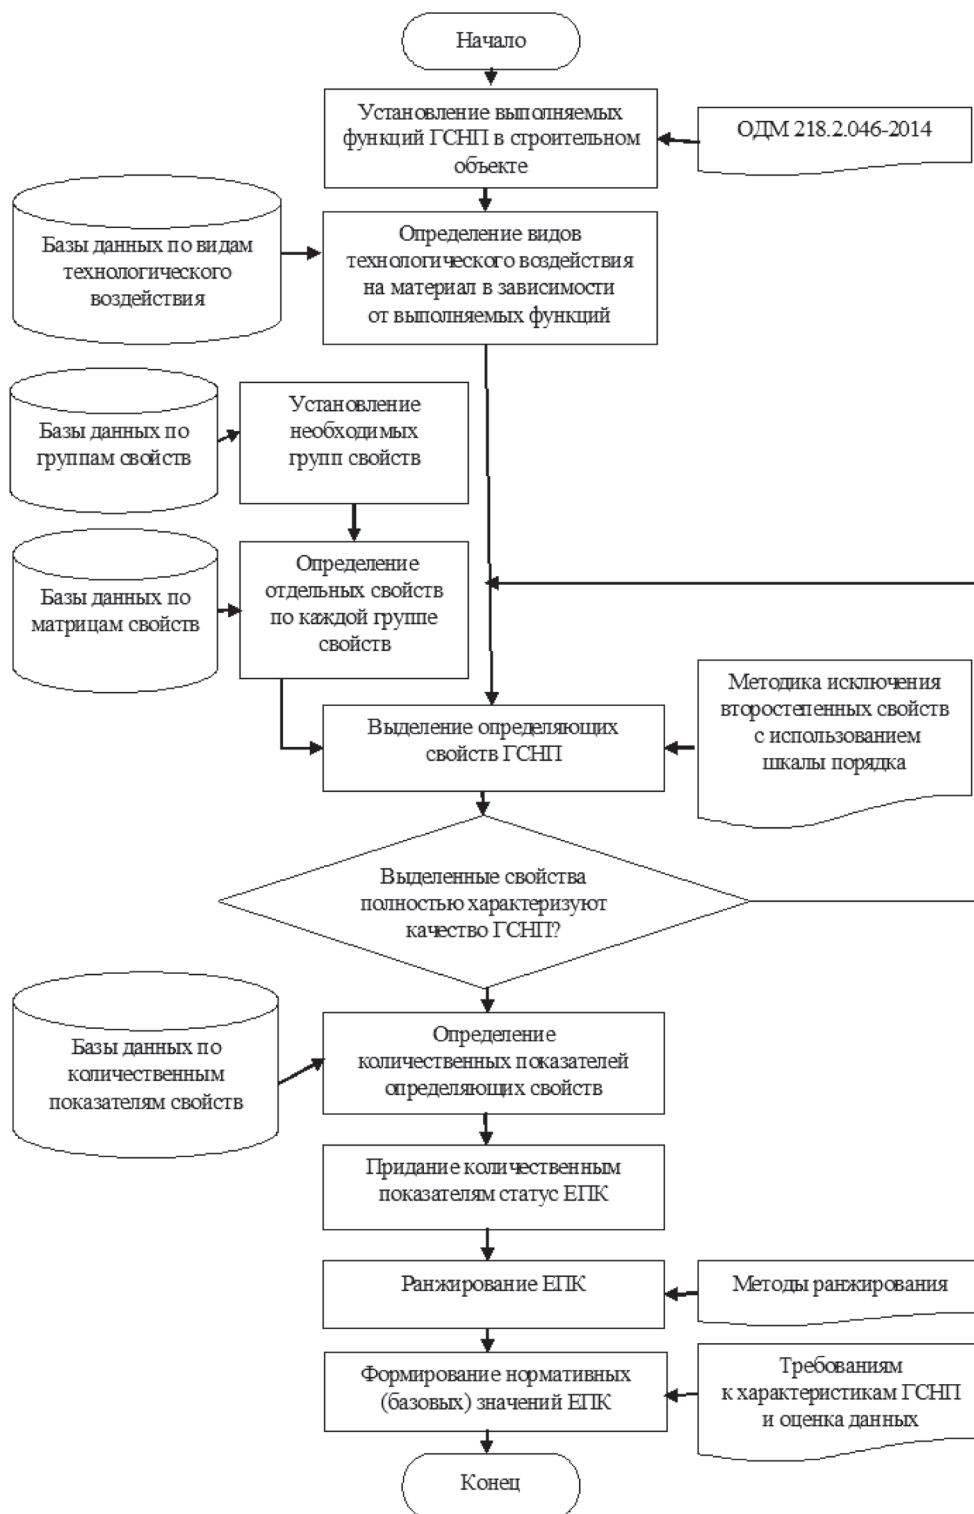 Начало
Установление выполняемых
функций ГСНП в строительном
объекте
ОДМ 218.2.046-2014
Базы данных по видам
технологического
воздействия
Определение видов
технологического воздействия
на материал в зависимости
от выполняемых функций
Базы данных по
группам свойств
Установление
необходимых
групп свойств
Базы данных по
матрицам свойств
Определение
отдельных свойств
по каждой группе
свойств
Выделение определяющих
свойств ГСНП
Методика исключения
второстепенных свойств
с использованием
шкалы порядка
Выделенные свойства
полностью характеризуют
качество ГСНП?
Базы данных по
количественным
показателям свойств
Определение
количественных показателей
определяющих свойств
Придание количественным
показателям статус ЕПК
Ранжирование ЕПК
Методы ранжирования
Формирование нормативных
(базовых) значений ЕПК
Требованиям
к характеристикам ГСНП
и оценка данных
Конец